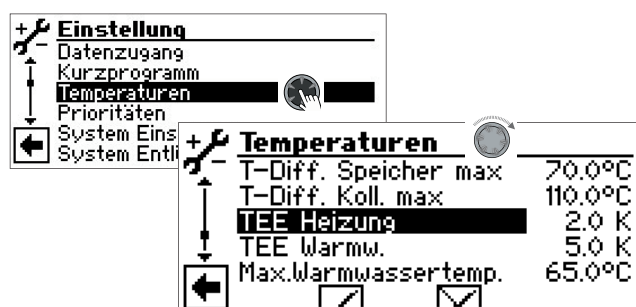 Einstellung
Datenzugang
Kurzprogramm
Temperaturen
Prioritäten
System Eins
System Entl
Temperaturen
T-Diff. Speicher max 70.0°C
T-Diff. Koll. max 110.0°C
TEE Heizung 2.0 K
TEE Warmw. 5.0 K
Max.Warmwassertemp. 65.0°C